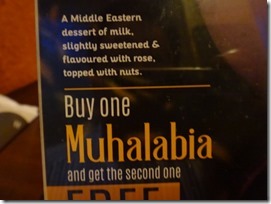 A Middle Eastern
dessert of milk,
slightly sweetened &
flavoured with rose,
topped with nuts.
Buy one
Muhalabia
and get the second one
FREE